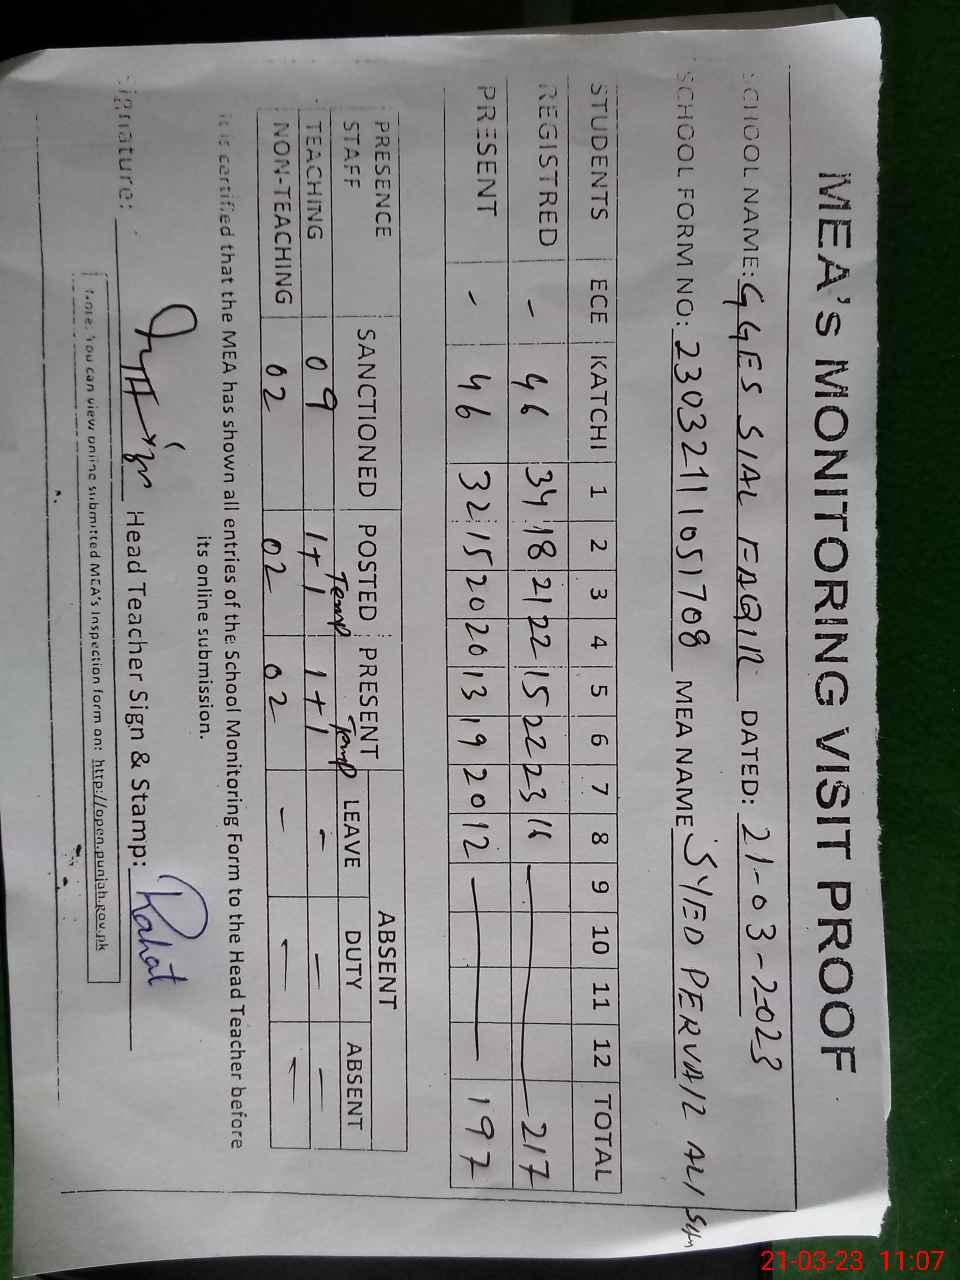 MEA's MONITORING VISIT PROOF
SCHOOL NAME: GGES SIAL FAQIR DATED: 21-03-2023
SCHOOL FORM NO: 23032111051708 MEA NAME SYED PERVAIZ ALI
STUDENTS ECE KATCHI 1 2 3 4 5 6 7 8 9 10 11 12 TOTAL
REGISTRED - 46 34 18 21 22 15 22 23 16 — 217
PRESENT - 46 32 15 20 20 13 19 20 12 — 197
PRESENCE STAFF SANCTIONED POSTED PRESENT ABSENT
LEAVE DUTY ABSENT
Temp Temp
TEACHING 09 1+1 1+1 - - -
NON-TEACHING 02 02 02 - - -
it is certified that the MEA has shown all entries of the School Monitoring Form to the Head Teacher before
its online submission.
Signature: Head Teacher Sign & Stamp: Rahat
Note: You can view online submitted MEA's Inspection form on: http://open.punjab.gov.pk
21-03-23 11:07